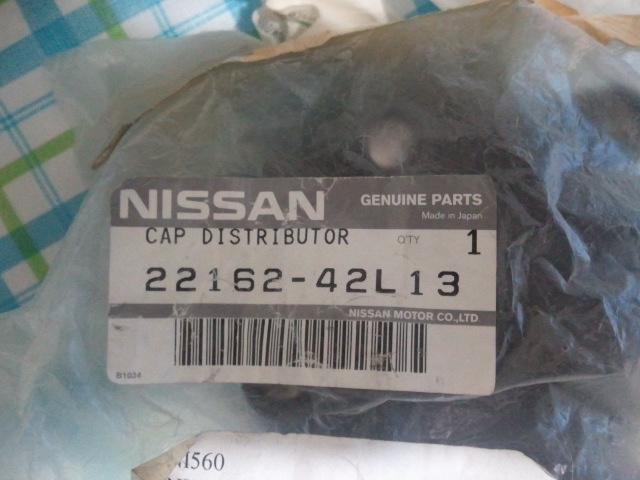 NISSAN GENUINE PARTS
Made in Japan
CAP DISTRIBUTOR Q'TY 1
22162-42L13
NISSAN MOTOR CO.,LTD.
B1034
M560